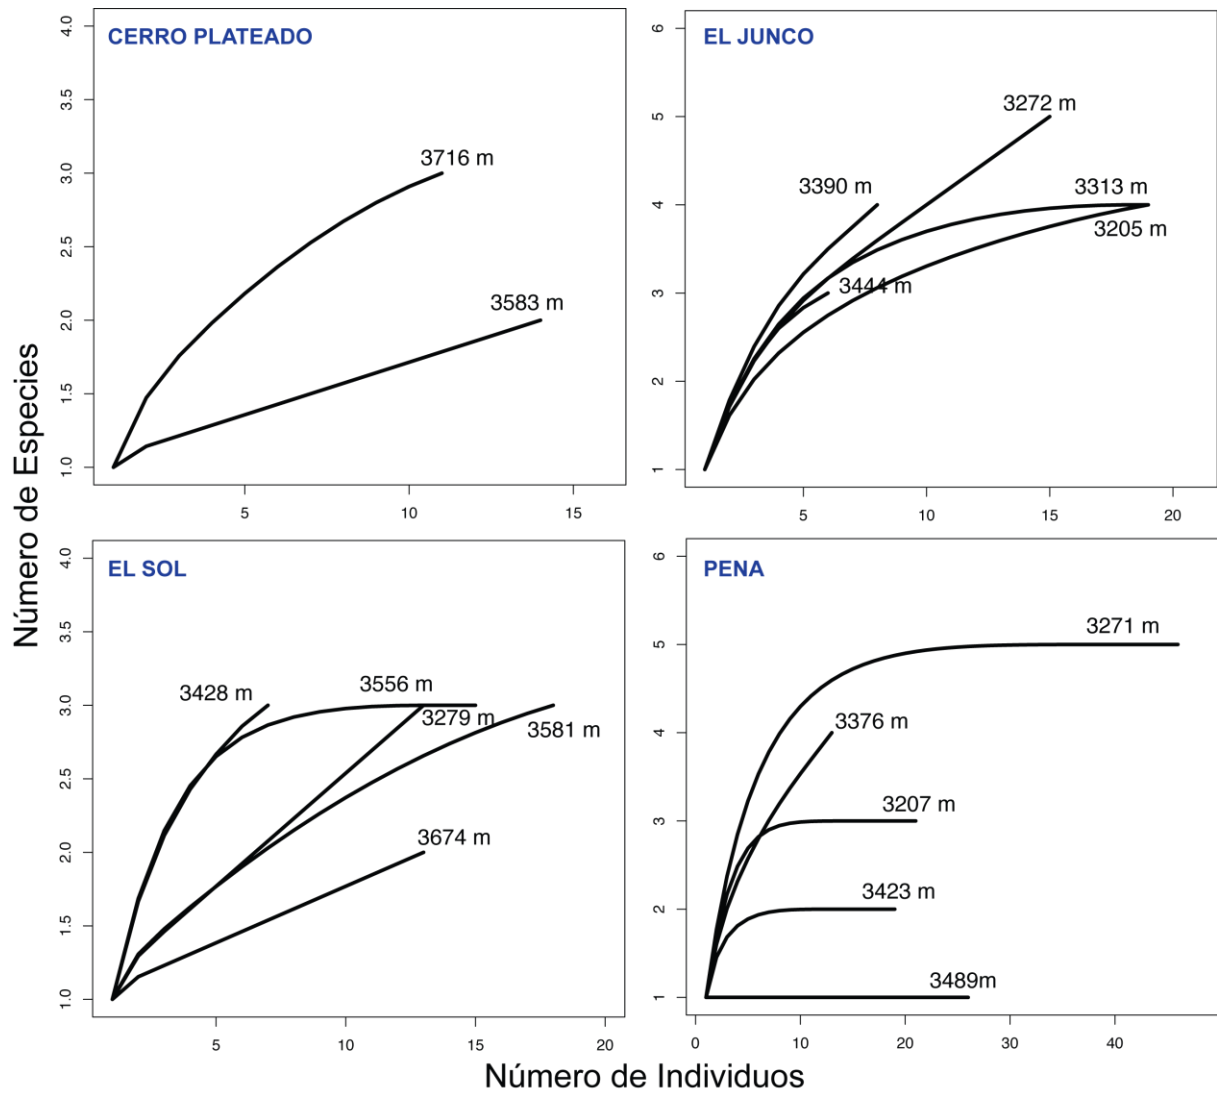 CERRO PLATEADO
4.0
3.5
3.0
2.5
2.0
1.5
1.0
3716 m
3583 m
5
10
15
EL JUNCO
6
5
4
3
2
1
3272 m
3390 m
3313 m
3205 m
3444 m
5
10
15
20
Número de Especies
EL SOL
4.0
3.5
3.0
2.5
2.0
1.5
1.0
3428 m
3556 m
3279 m
3581 m
3674 m
5
10
15
20
PENA
6
5
4
3
2
1
3271 m
3376 m
3207 m
3423 m
3489m
0
10
20
30
40
Número de Individuos